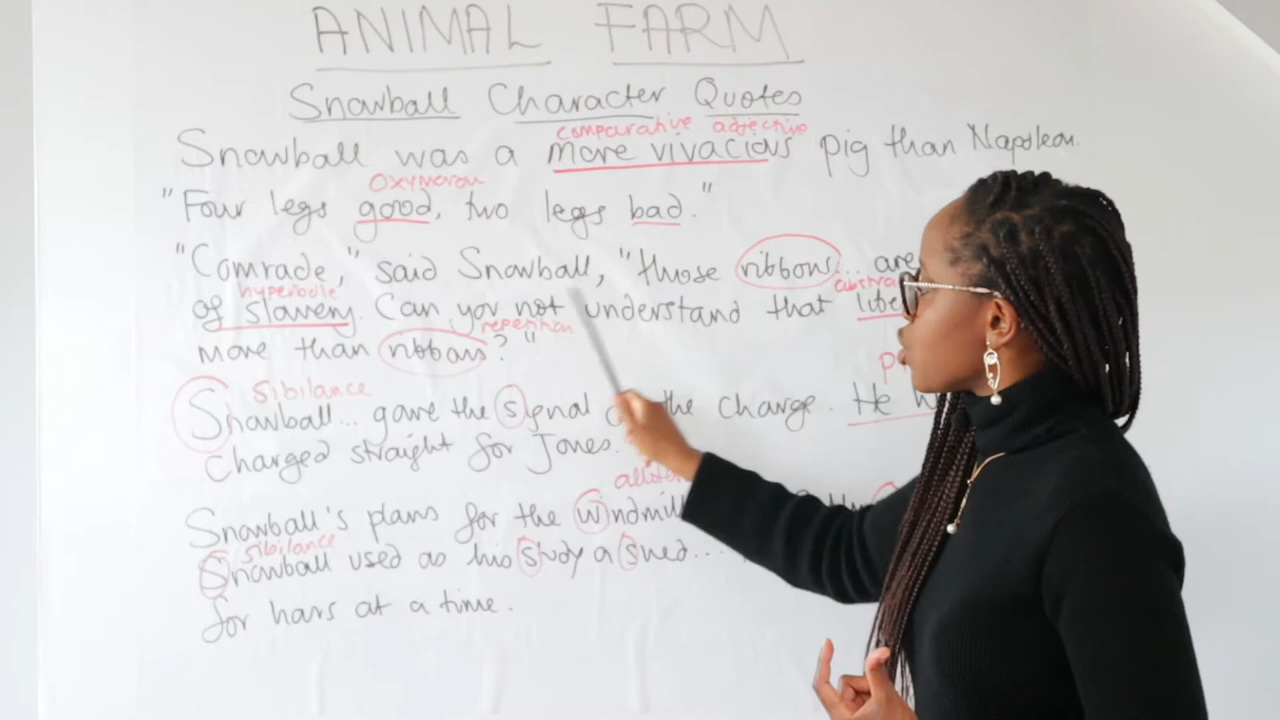 ANIMAL FARM
Snowball Character Quotes
comparative adjective
Snowball was a more vivacious pig than Napoleon.
oxymoron
"Four legs good, two legs bad."
"Comrade," said Snowball, "those ribbons... are
hyperbole
of slavery. Can you not understand that
repetition
more than ribbons?"
sibilance
Snowball... gave the signal the charge. He
charged straight for Jones.
Snowball's plans for the windmill
sibilance
Snowball used as his study a shed....
for hours at a time.